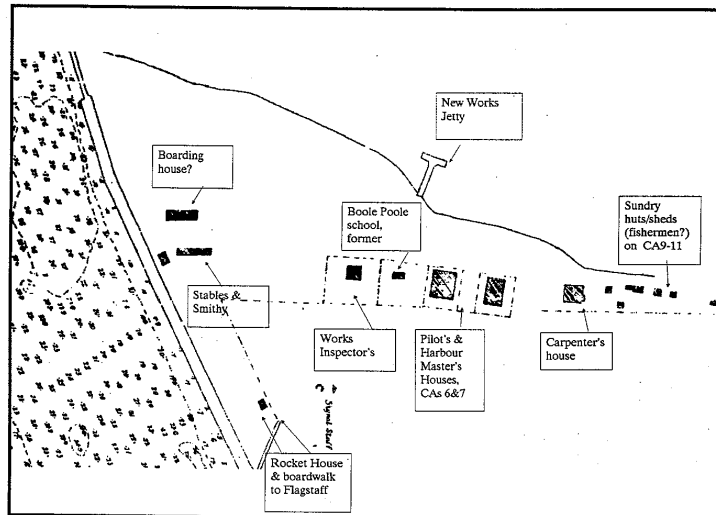 New Works
Jetty
Boarding
house?
Boole Poole
school,
former
Sundry
huts/sheds
(fishermen?)
on CA9-11
Stables &
Smithy
Works
Inspector's
Pilot's &
Harbour
Master's
Houses,
CAs 6&7
Carpenter's
house
Signal Staff
Rocket House
& boardwalk
to Flagstaff